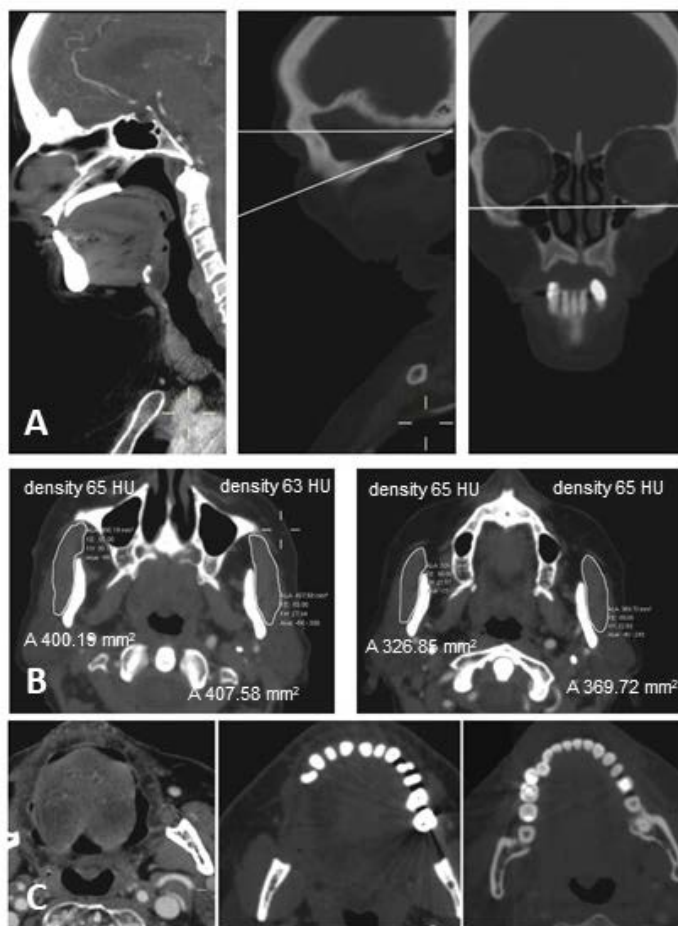 A
density 65 HU
density 63 HU
A 400.19 mm²
A 407.58 mm²
B
density 65 HU
density 65 HU
A 326.85 mm²
A 369.72 mm²
C